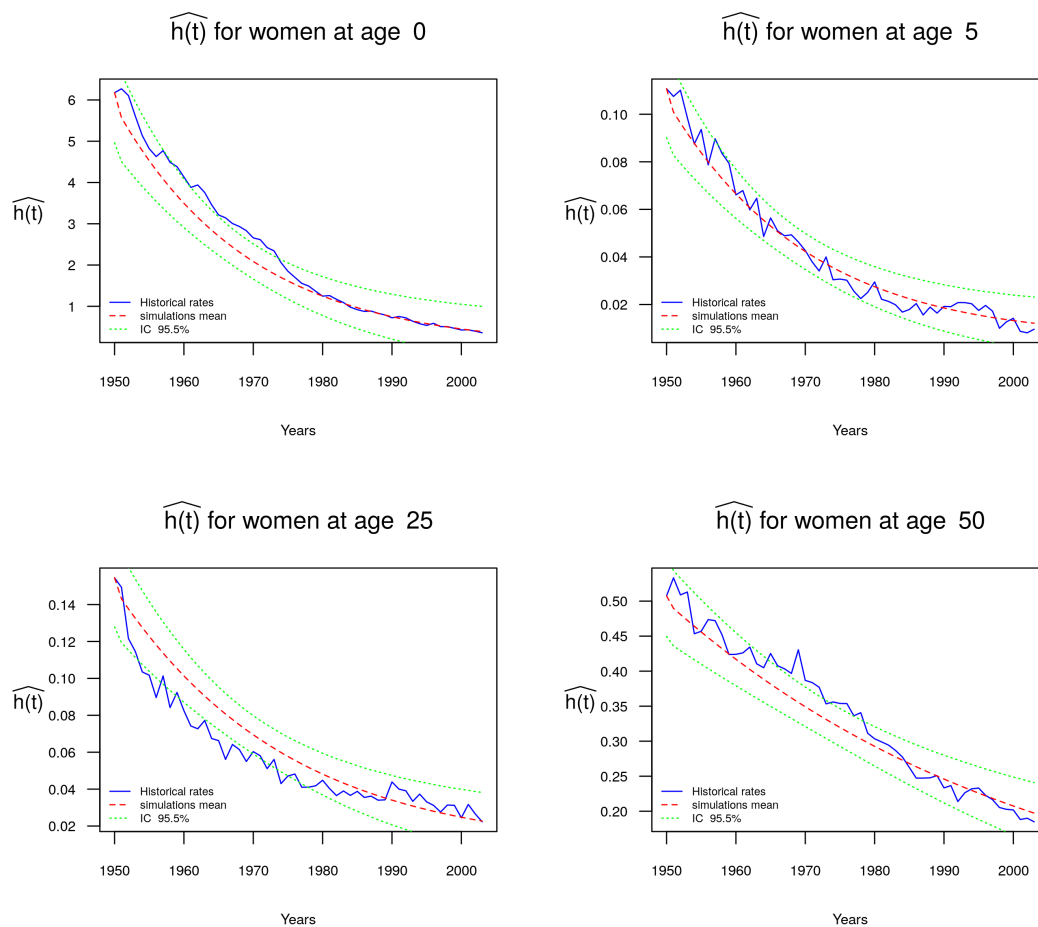 h(t) for women at age 0
6
5
4
3
2
1
h(t)
Historical rates
simulations mean
IC 95.5%
1950 1960 1970 1980 1990 2000
Years
h(t) for women at age 5
0.10
0.08
0.06
0.04
0.02
h(t)
Historical rates
simulations mean
IC 95.5%
1950 1960 1970 1980 1990 2000
Years
h(t) for women at age 25
0.14
0.12
0.10
0.08
0.06
0.04
0.02
h(t)
Historical rates
simulations mean
IC 95.5%
1950 1960 1970 1980 1990 2000
Years
h(t) for women at age 50
0.50
0.45
0.40
0.35
0.30
0.25
0.20
h(t)
Historical rates
simulations mean
IC 95.5%
1950 1960 1970 1980 1990 2000
Years